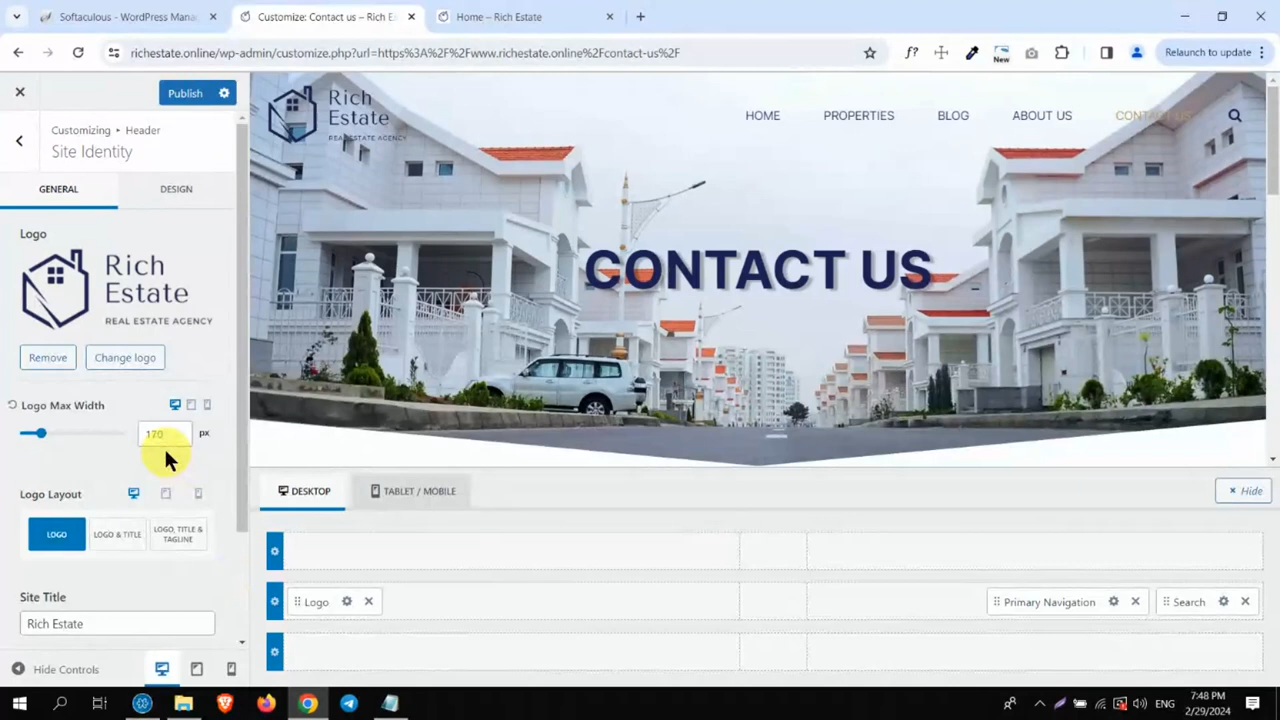 Softaculous - WordPress Mana
Customize: Contact us – Rich E
Home – Rich Estate
richestate.online/wp-admin/customize.php?url=https%3A%2F%2Fwww.richestate.online%2Fcontact-us%2F
f?
New
Relaunch to update
Publish
Customizing • Header
Site Identity
GENERAL
DESIGN
Logo
Rich
Estate
REAL ESTATE AGENCY
Remove
Change logo
Logo Max Width
170
px
Logo Layout
LOGO
LOGO & TITLE
LOGO, TITLE &
TAGLINE
Site Title
Rich Estate
Hide Controls
Rich
Estate
REAL ESTATE AGENCY
HOME
PROPERTIES
BLOG
ABOUT US
CONTACT US
CONTACT US
DESKTOP
TABLET / MOBILE
× Hide
Logo
Primary Navigation
Search
ENG
7:48 PM
2/29/2024